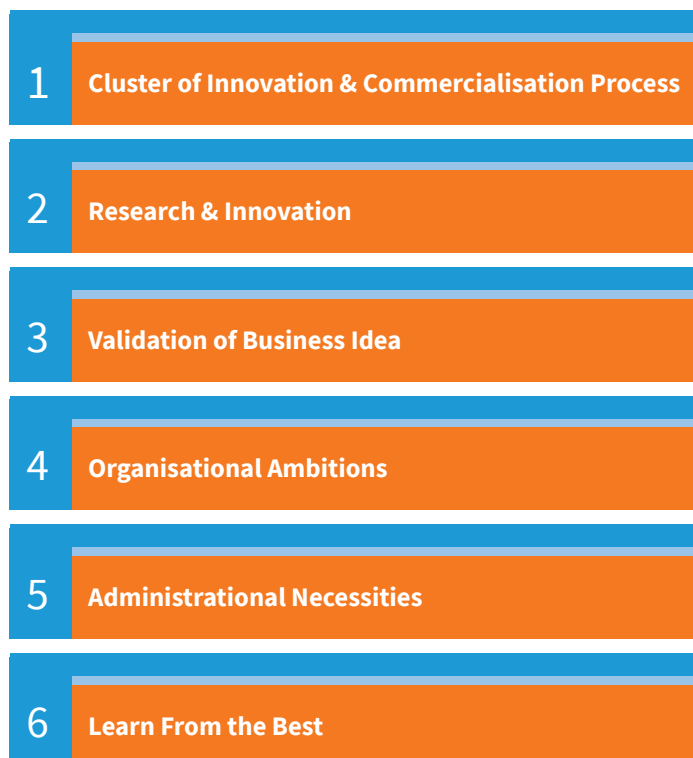 1 Cluster of Innovation & Commercialisation Process
2 Research & Innovation
3 Validation of Business Idea
4 Organisational Ambitions
5 Administrational Necessities
6 Learn From the Best